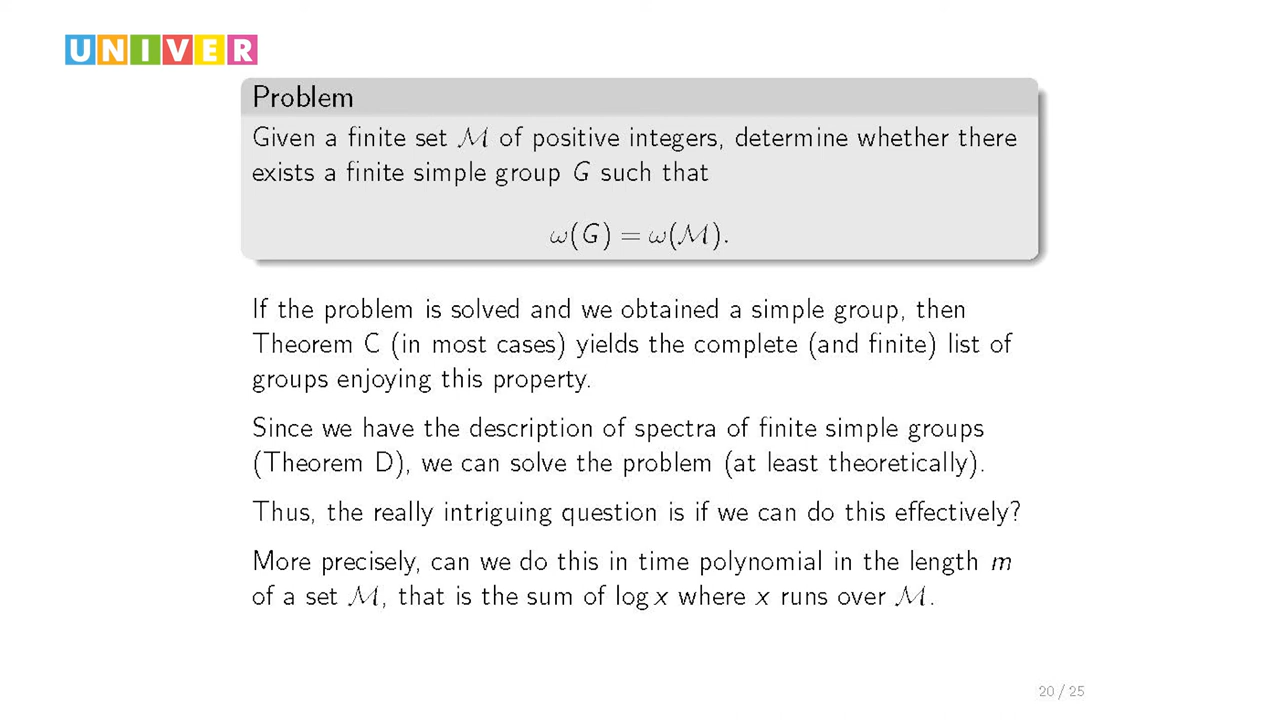 UNIVER
Problem
Given a finite set ℳ of positive integers, determine whether there
exists a finite simple group G such that
ω(G) = ω(ℳ).
If the problem is solved and we obtained a simple group, then
Theorem C (in most cases) yields the complete (and finite) list of
groups enjoying this property.
Since we have the description of spectra of finite simple groups
(Theorem D), we can solve the problem (at least theoretically).
Thus, the really intriguing question is if we can do this effectively?
More precisely, can we do this in time polynomial in the length m
of a set ℳ, that is the sum of log x where x runs over ℳ.
20 / 25